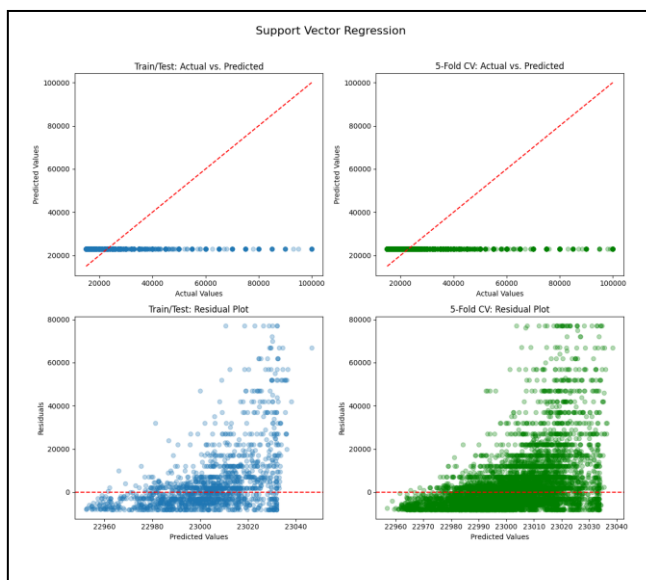 Support Vector Regression
Train/Test: Actual vs. Predicted
100000
80000
60000
40000
20000
Predicted Values
20000 40000 60000 80000 100000
Actual Values
5-Fold CV: Actual vs. Predicted
100000
80000
60000
40000
20000
Predicted Values
20000 40000 60000 80000 100000
Actual Values
Train/Test: Residual Plot
80000
60000
40000
20000
0
Residuals
22960 22980 23000 23020 23040
Predicted Values
5-Fold CV: Residual Plot
80000
60000
40000
20000
0
Residuals
22950 22960 22970 22980 22990 23000 23010 23020 23030 23040
Predicted Values